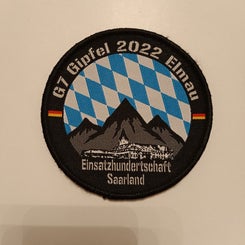 G7 Gipfel 2022 Elmau
Einsatzhundertschaft
Saarland